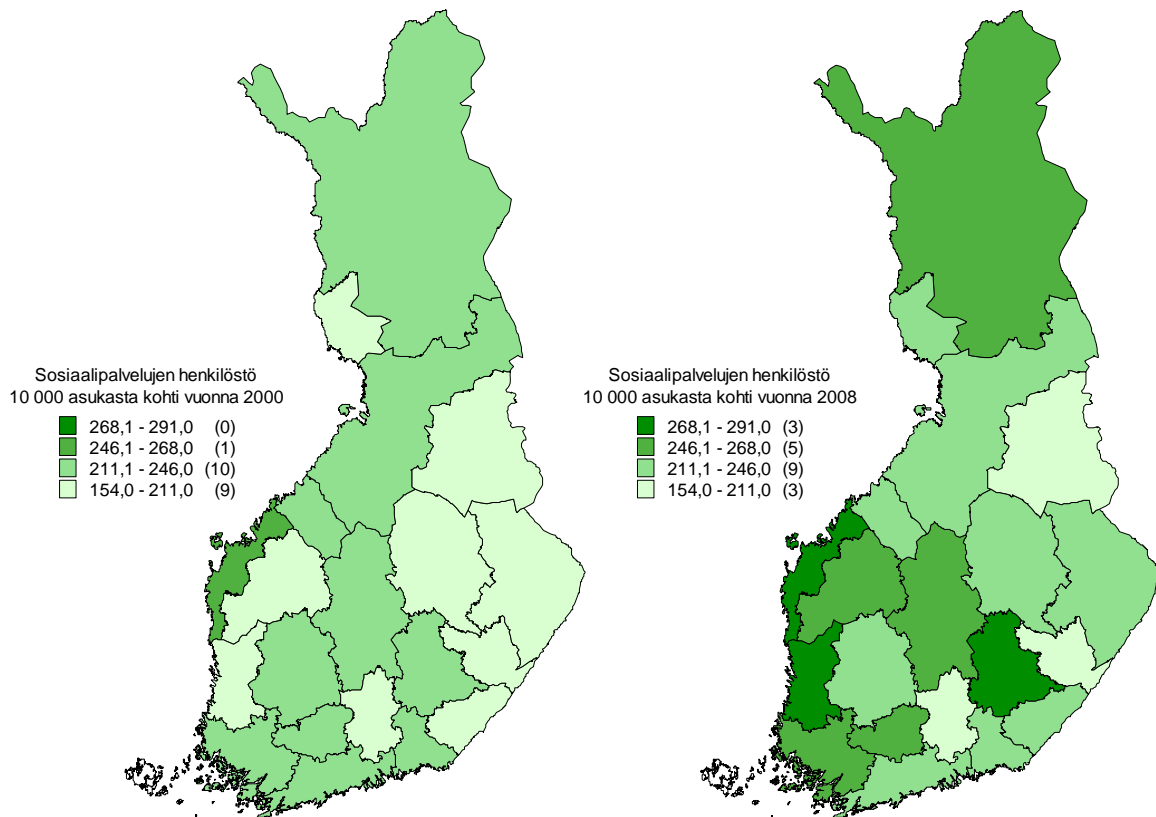 Sosiaalipalvelujen henkilöstö
10 000 asukasta kohti vuonna 2000
268,1 - 291,0 (0)
246,1 - 268,0 (1)
211,1 - 246,0 (10)
154,0 - 211,0 (9)
Sosiaalipalvelujen henkilöstö
10 000 asukasta kohti vuonna 2008
268,1 - 291,0 (3)
246,1 - 268,0 (5)
211,1 - 246,0 (9)
154,0 - 211,0 (3)